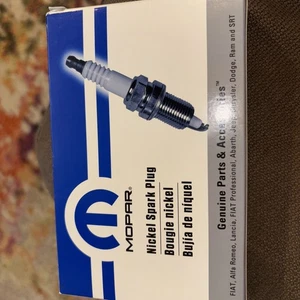 MOPAR®
Nickel Spark Plug
Bougie nickel
Bujía de níquel
Genuine Parts & Accessories™
FIAT, Alfa Romeo, Lancia, FIAT Professional, Abarth, Jeep, Chrysler, Dodge, Ram and SRT